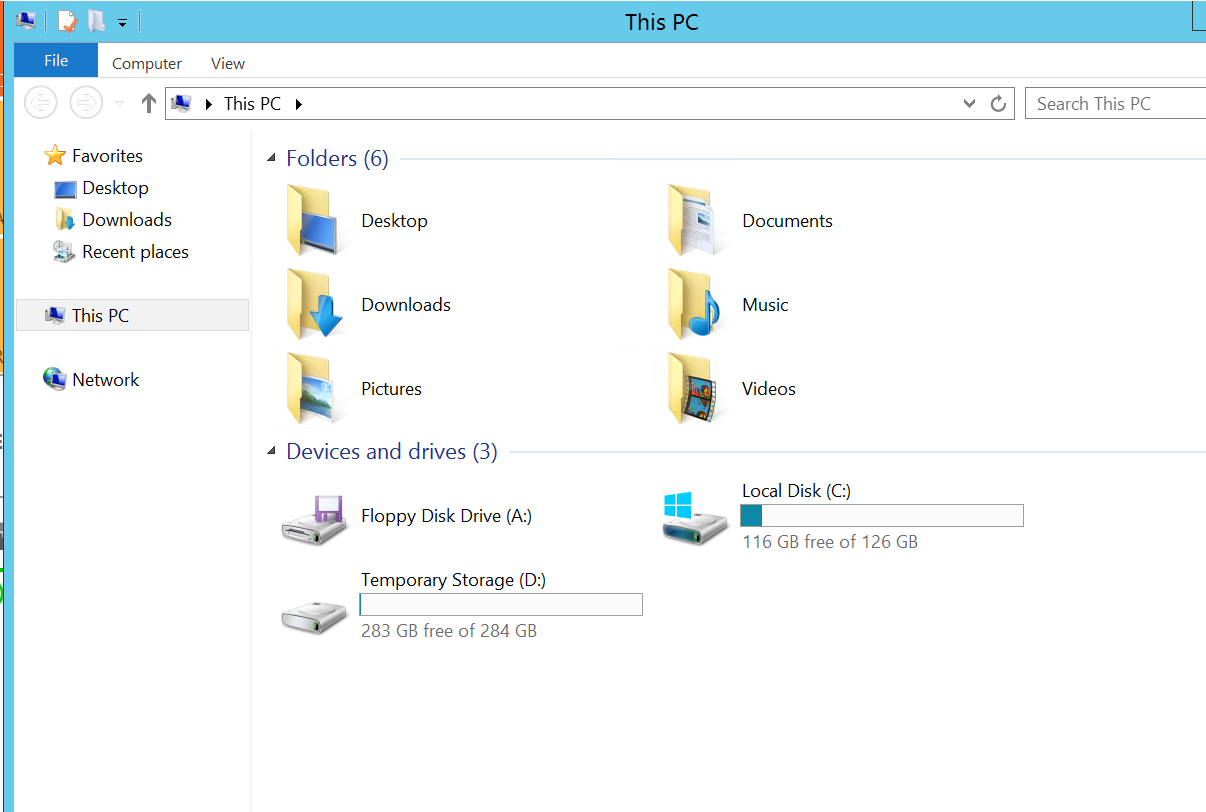 This PC
File
Computer
View
This PC
Search This PC
Favorites
Desktop
Downloads
Recent places
This PC
Network
Folders (6)
Desktop
Documents
Downloads
Music
Pictures
Videos
Devices and drives (3)
Floppy Disk Drive (A:)
Local Disk (C:)
116 GB free of 126 GB
Temporary Storage (D:)
283 GB free of 284 GB